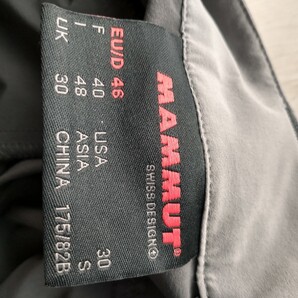 MAMMUT
SWISS DESIGN
EU/D 46
F 40 · USA 30
I 48 · ASIA S
UK 30 CHINA 175/82B